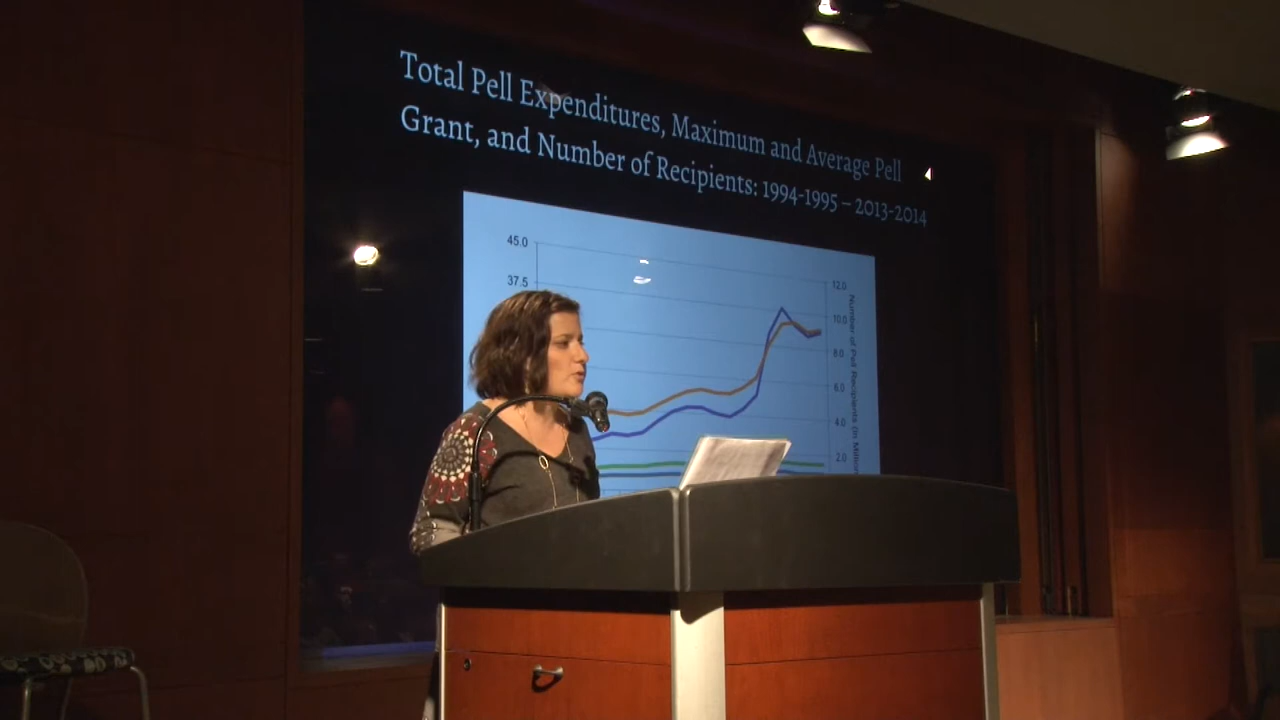 Total Pell Expenditures, Maximum and Average Pell
Grant, and Number of Recipients: 1994-1995 – 2013-2014
45.0
37.5
12.0
10.0
8.0
6.0
4.0
2.0
Number of Pell Recipients (in Million